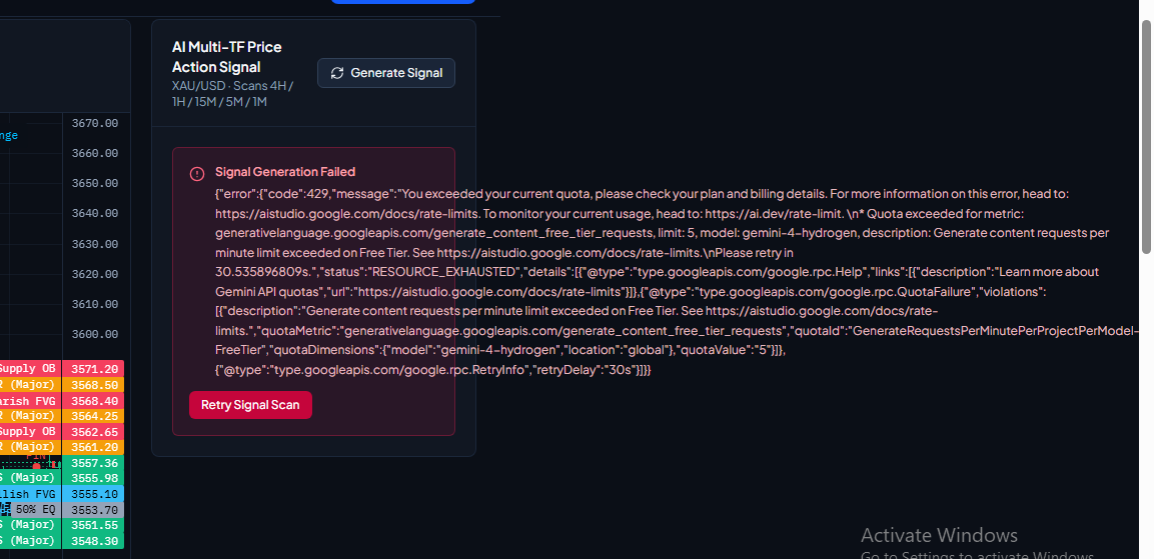 AI Multi-TF Price
Action Signal
XAU/USD · Scans 4H /
1H / 15M / 5M / 1M
Generate Signal
Signal Generation Failed
{"error":{"code":429,"message":"You exceeded your current quota, please check your plan and billing details. For more information on this error, head to:
https://aistudio.google.com/docs/rate-limits. To monitor your current usage, head to: https://ai.dev/rate-limit. \n* Quota exceeded for metric:
generativelanguage.googleapis.com/generate_content_free_tier_requests, limit: 5, model: gemini-4-hydrogen, description: Generate content requests per
minute limit exceeded on Free Tier. See https://aistudio.google.com/docs/rate-limits.\nPlease retry in
30.535896809s.","status":"RESOURCE_EXHAUSTED","details":[{"@type":"type.googleapis.com/google.rpc.Help","links":[{"description":"Learn more about
Gemini API quotas","url":"https://aistudio.google.com/docs/rate-limits"}]},{"@type":"type.googleapis.com/google.rpc.QuotaFailure","violations":
[{"description":"Generate content requests per minute limit exceeded on Free Tier. See https://aistudio.google.com/docs/rate-
limits.","quotaMetric":"generativelanguage.googleapis.com/generate_content_free_tier_requests","quotaId":"GenerateRequestsPerMinutePerProjectPerModel-
FreeTier","quotaDimensions":{"model":"gemini-4-hydrogen","location":"global"},"quotaValue":"5"}]},
{"@type":"type.googleapis.com/google.rpc.RetryInfo","retryDelay":"30s"}]}}
Retry Signal Scan
nge
3670.00
3660.00
3650.00
3640.00
3630.00
3620.00
3610.00
3600.00
Supply OB 3571.20
R (Major) 3568.50
arish FVG 3568.40
R (Major) 3564.25
Supply OB 3562.65
R (Major) 3561.20
PIN
3557.36
S (Major) 3555.98
llish FVG 3555.10
50% EQ 3553.70
S (Major) 3551.55
S (Major) 3548.30
Activate Windows
Go to Settings to activate Windows